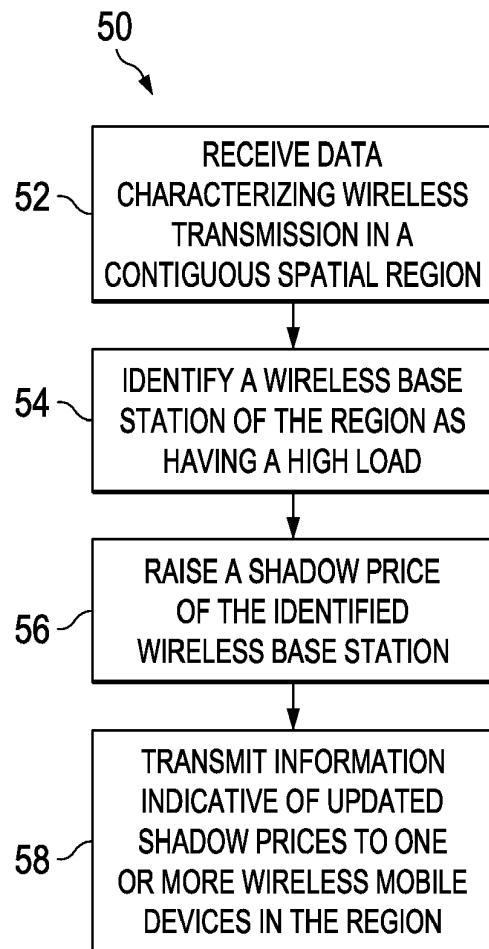 50
52
RECEIVE DATA
CHARACTERIZING WIRELESS
TRANSMISSION IN A
CONTIGUOUS SPATIAL REGION
54
IDENTIFY A WIRELESS BASE
STATION OF THE REGION AS
HAVING A HIGH LOAD
56
RAISE A SHADOW PRICE
OF THE IDENTIFIED
WIRELESS BASE STATION
58
TRANSMIT INFORMATION
INDICATIVE OF UPDATED
SHADOW PRICES TO ONE
OR MORE WIRELESS MOBILE
DEVICES IN THE REGION